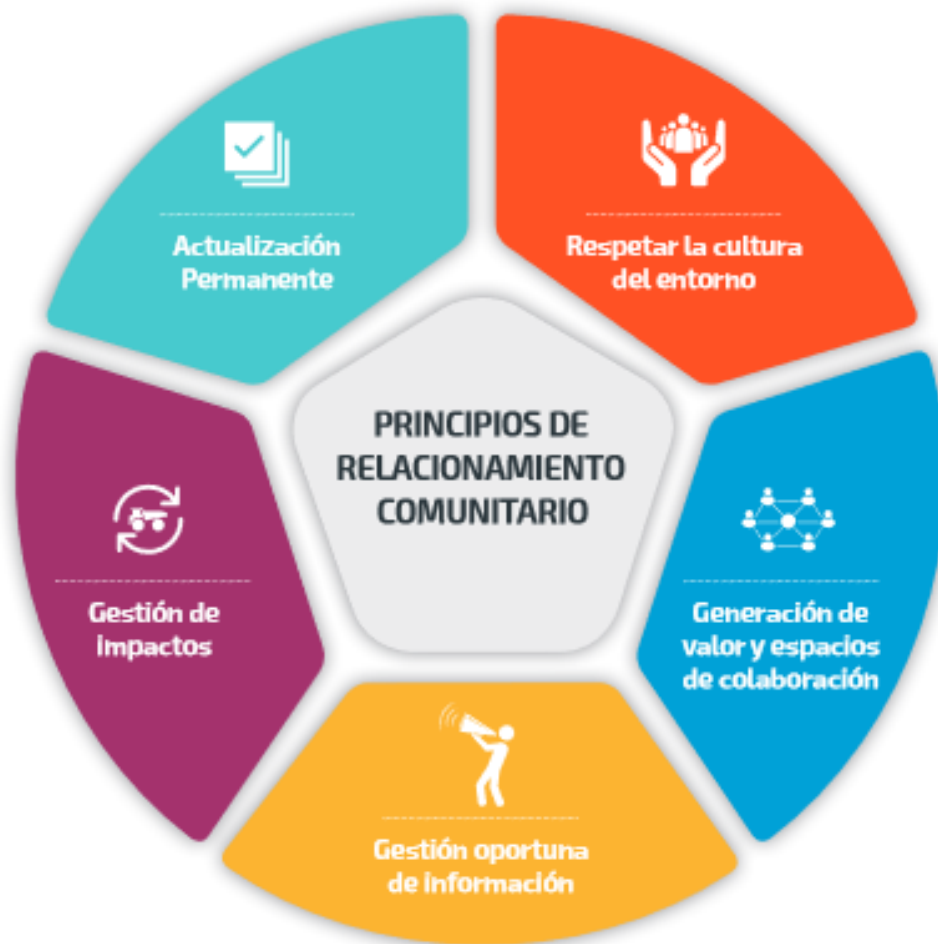 Actualización
Permanente
Respetar la cultura
del entorno
PRINCIPIOS DE
RELACIONAMIENTO
COMUNITARIO
Gestión de
impactos
Generación de
valor y espacios
de colaboración
Gestión oportuna
de información